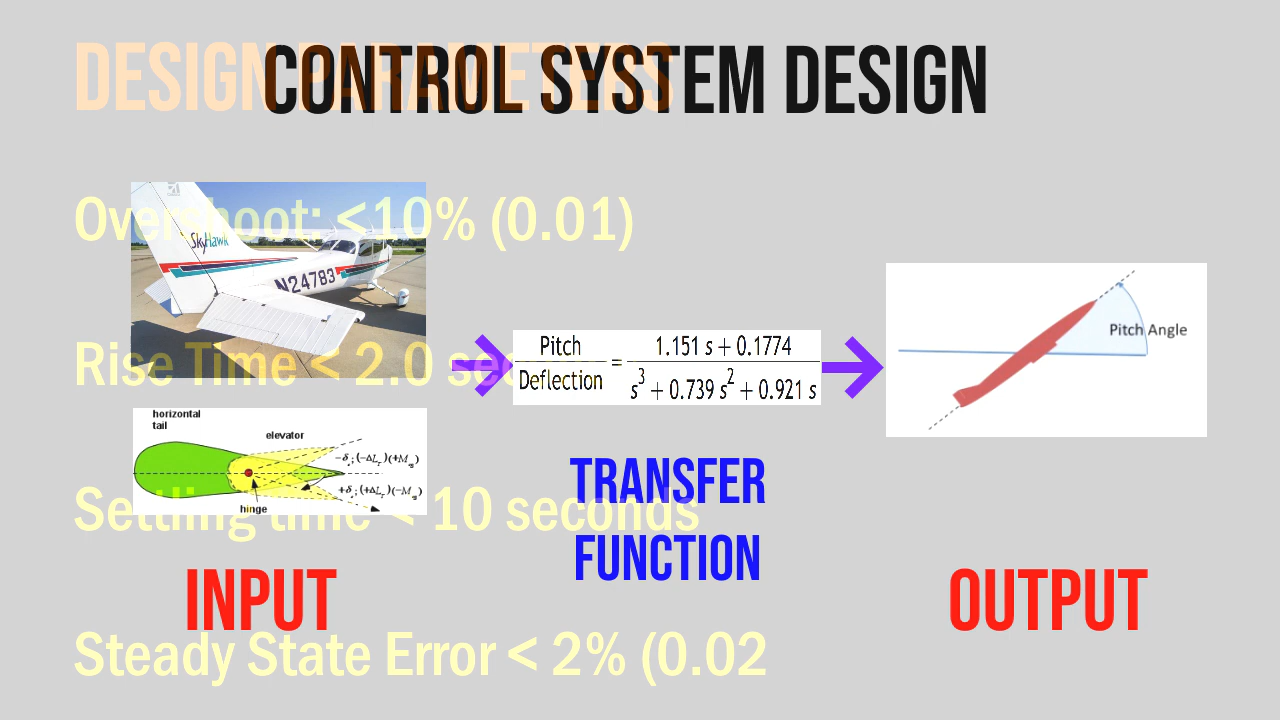 DESIGN PARAMETERS
CONTROL SYSTEM DESIGN
Overshoot: <10% (0.01)
SkyHawk
N24783
Rise Time < 2.0 sec
Pitch
Deflection
=
1.151 s + 0.1774
s^3 + 0.739 s^2 + 0.921 s
Pitch Angle
horizontal
tail
elevator
hinge
TRANSFER
FUNCTION
Settling time < 10 seconds
INPUT
OUTPUT
Steady State Error < 2% (0.02